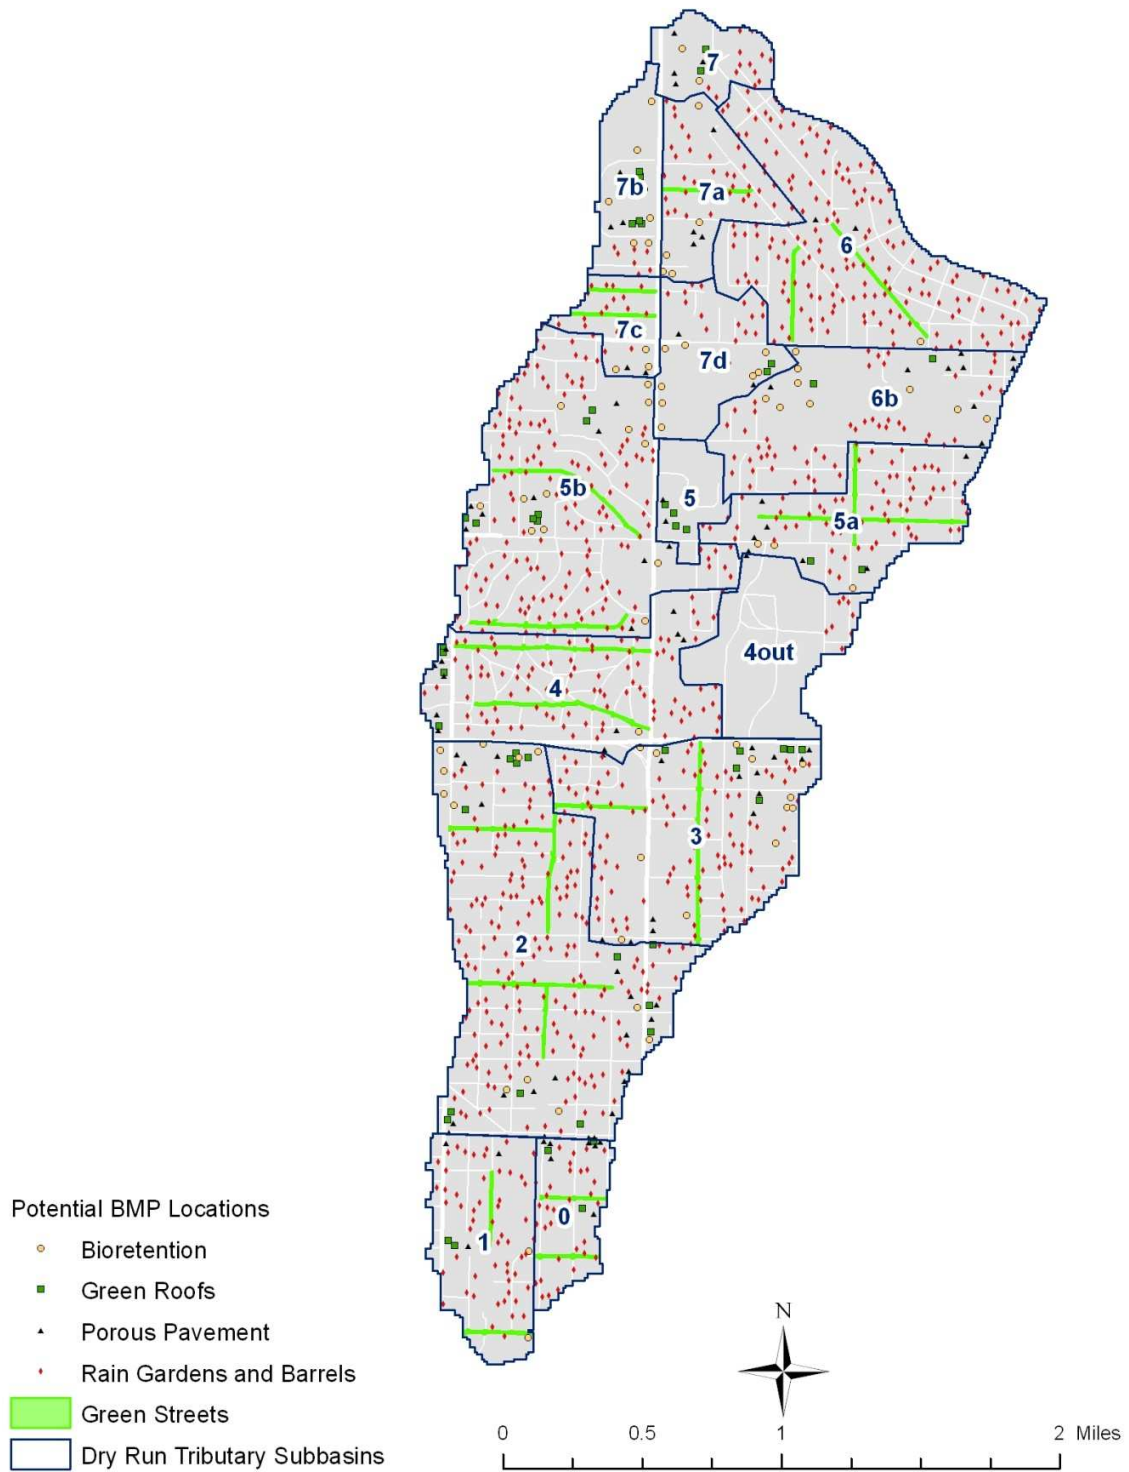 7
7b
7a
6
7c
7d
6b
5b
5
5a
4out
4
3
2
1
0
Potential BMP Locations
Bioretention
Green Roofs
Porous Pavement
Rain Gardens and Barrels
Green Streets
Dry Run Tributary Subbasins
N
0 0.5 1 2 Miles